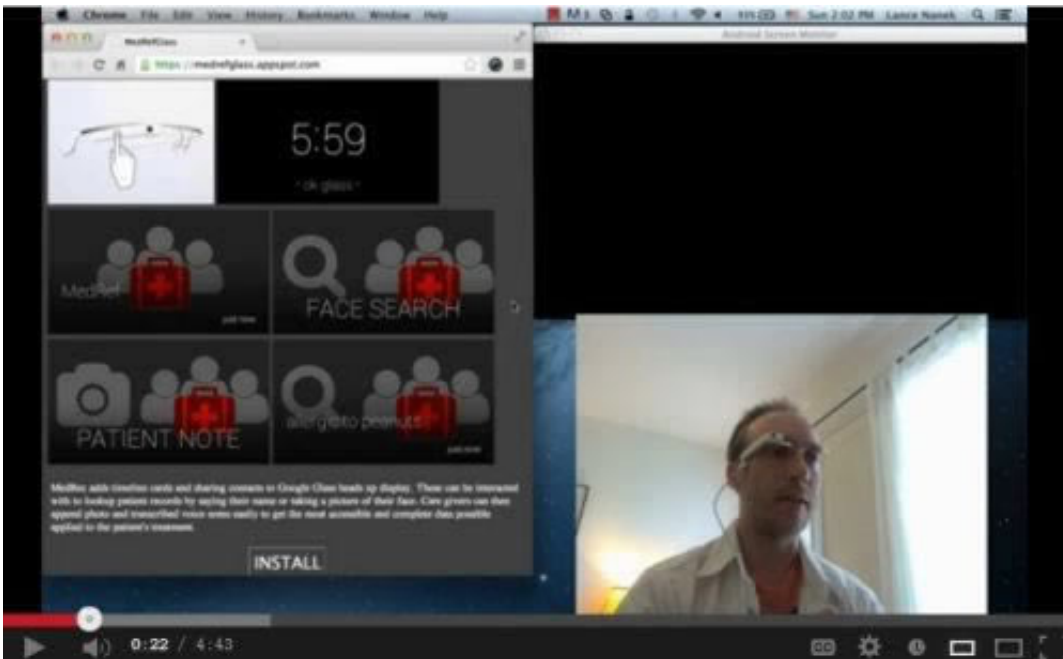 Chrome File Edit View History Bookmarks Window Help
Sun 2:02 PM Lance Nanek
MedRefGlass
Android Screen Monitor
https://medrefglass.appspot.com
5:59
"ok glass"
MedRef
just now
FACE SEARCH
PATIENT NOTE
allergic to peanuts
just now
MedRec adds timeline cards and sharing contacts to Google Glass heads up display. These can be interacted
with to lookup patient records by saying their name or taking a picture of their face. Care givers can then
append photo and transcribed voice notes easily to get the most accessible and complete data possible
applied to the patient's treatment.
INSTALL
0:22 / 4:43